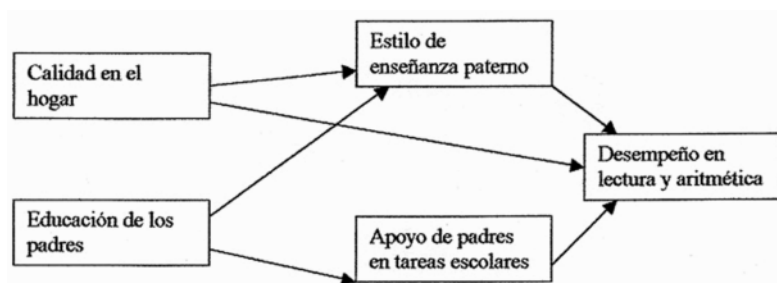 Calidad en el
hogar
Estilo de
enseñanza paterno
Desempeño en
lectura y aritmética
Educación de los
padres
Apoyo de padres
en tareas escolares